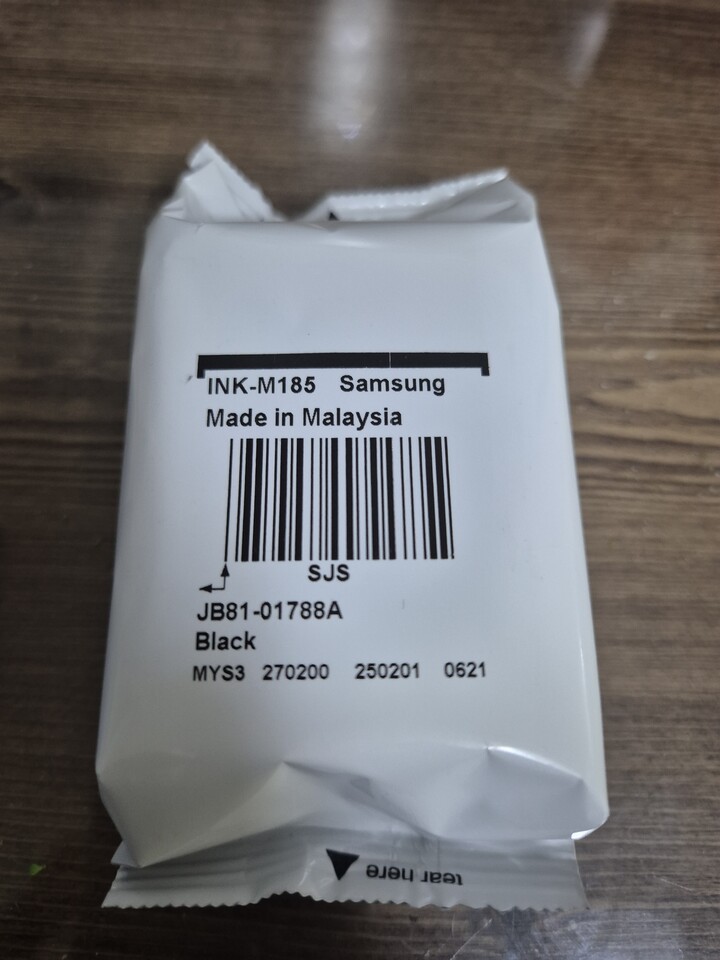 INK-M185 Samsung
Made in Malaysia
SJS
JB81-01788A
Black
MYS3 270200 250201 0621
tear here